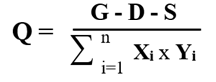 Q = G - D - S / ∑ⁿᵢ₌₁ Xᵢ x Yᵢ